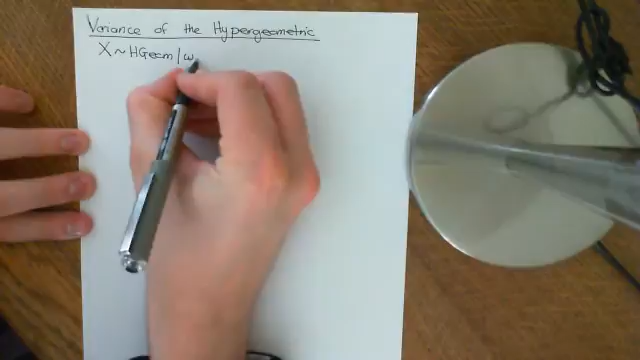 Variance of the Hypergeometric
X ~ HGeom(w